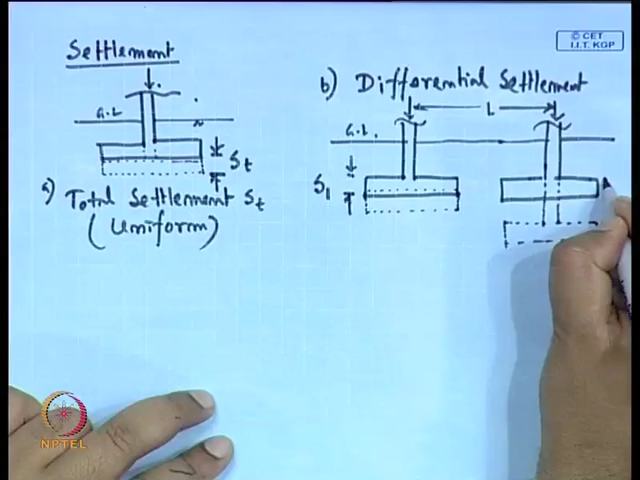 Settlement
G.L
St
a) Total Settlement St
(Uniform)
b) Differential Settlement
L
G.L.
S1
© CET
I.I.T. KGP
NPTEL